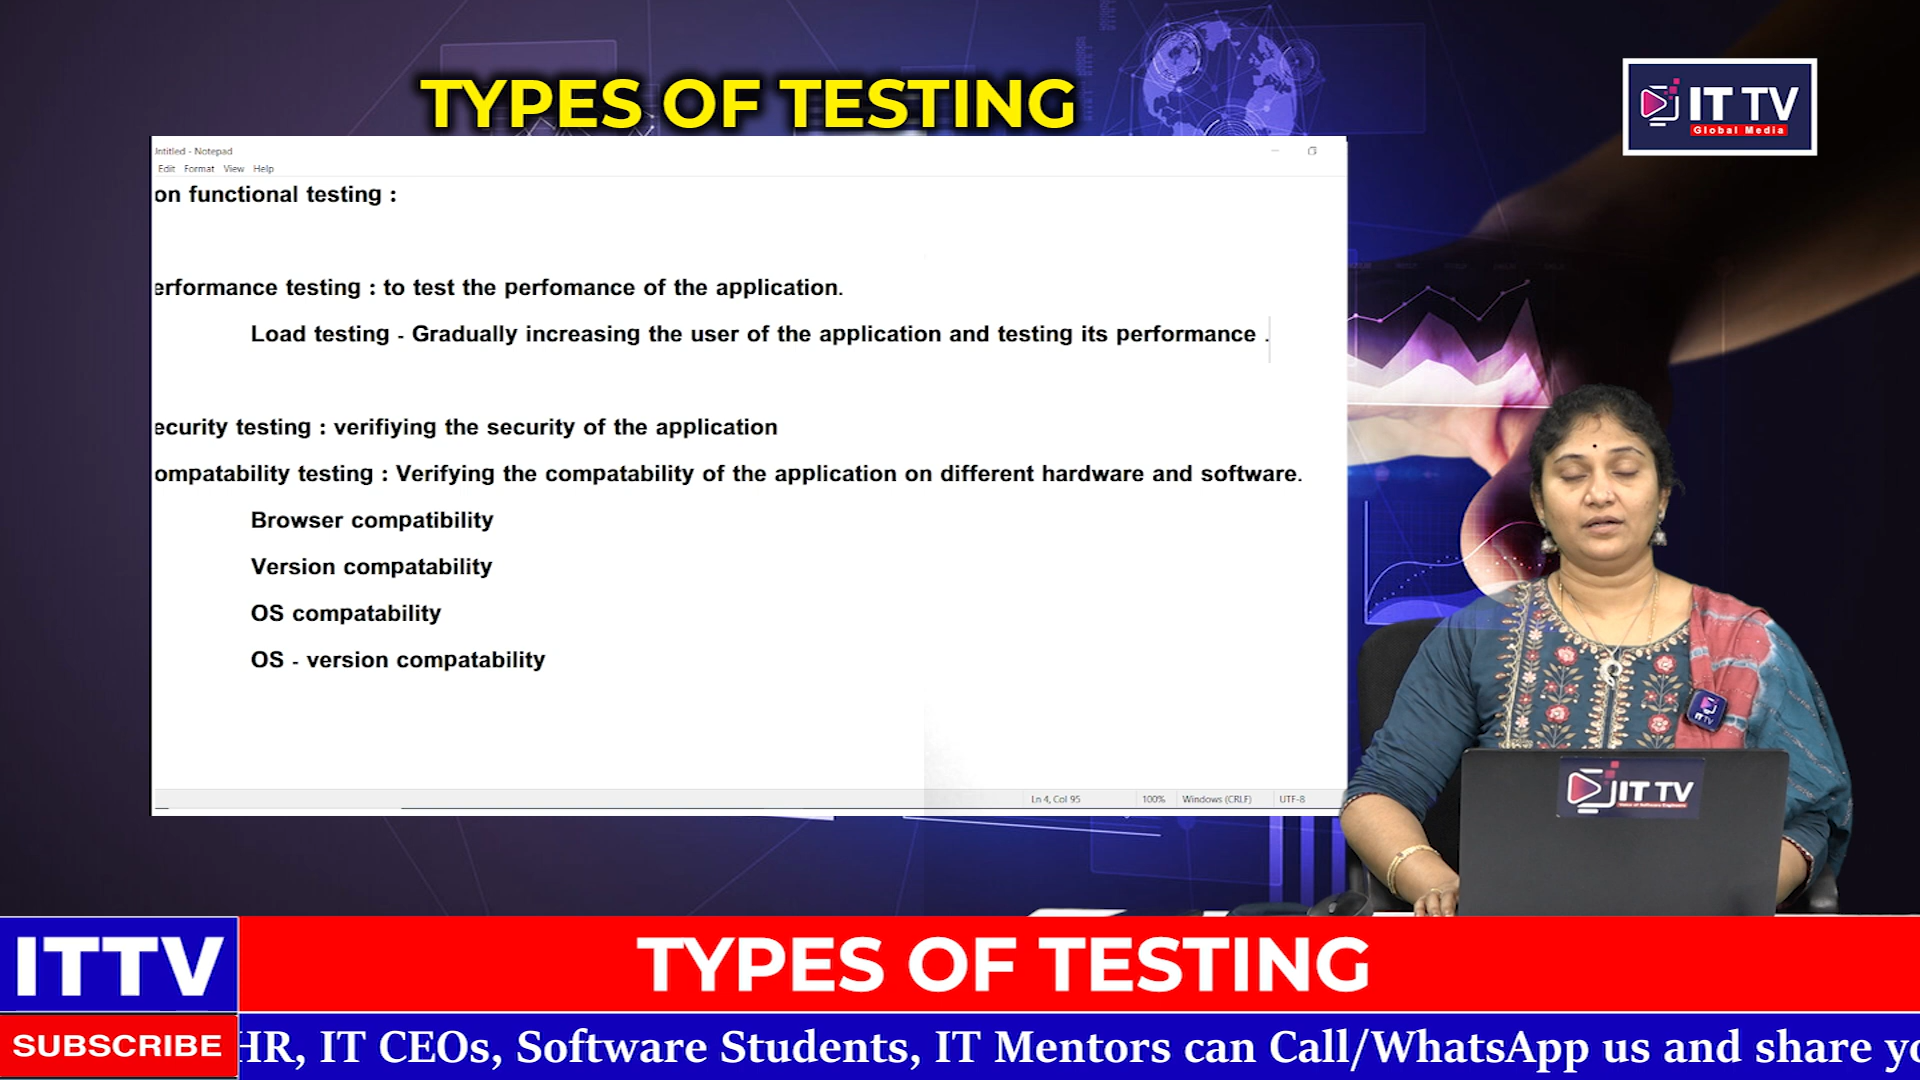 TYPES OF TESTING
IT TV
Global Media
ntitled - Notepad
Edit Format View Help
on functional testing :
erformance testing : to test the perfomance of the application.
Load testing - Gradually increasing the user of the application and testing its performance .
ecurity testing : verifiying the security of the application
ompatability testing : Verifying the compatability of the application on different hardware and software.
Browser compatibility
Version compatability
OS compatability
OS - version compatability
Ln 4, Col 95 100% Windows (CRLF) UTF-8
IT TV
ITTV
ITTV TYPES OF TESTING
SUBSCRIBE HR, IT CEOs, Software Students, IT Mentors can Call/WhatsApp us and share yo